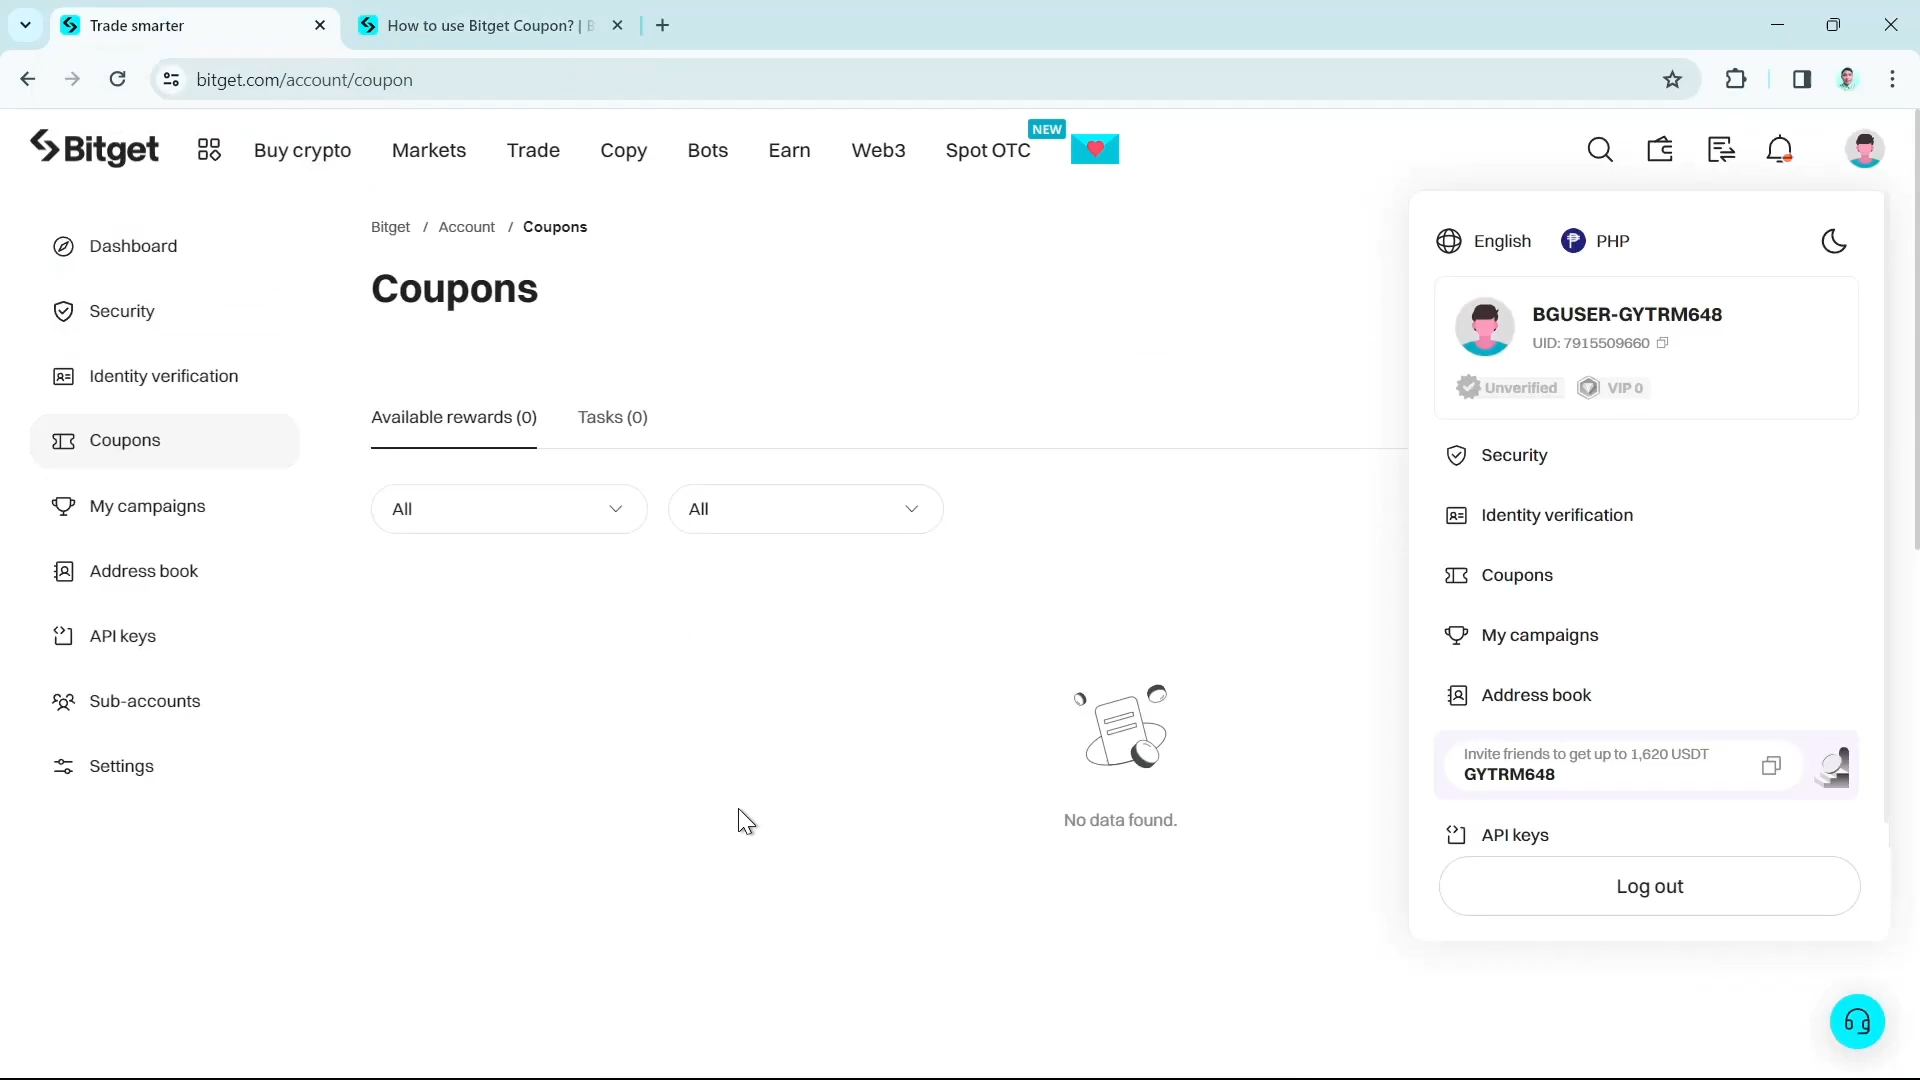 Trade smarter
How to use Bitget Coupon? |
bitget.com/account/coupon
Bitget
Buy crypto
Markets
Trade
Copy
Bots
Earn
Web3
Spot OTC
NEW
Bitget / Account / Coupons
Dashboard
Security
Identity verification
Coupons
My campaigns
Address book
API keys
Sub-accounts
Settings
Coupons
Available rewards (0)
Tasks (0)
All
All
No data found.
English
PHP
BGUSER-GYTRM648
UID: 7915509660
Unverified
VIP 0
Security
Identity verification
Coupons
My campaigns
Address book
Invite friends to get up to 1,620 USDT
GYTRM648
API keys
Log out